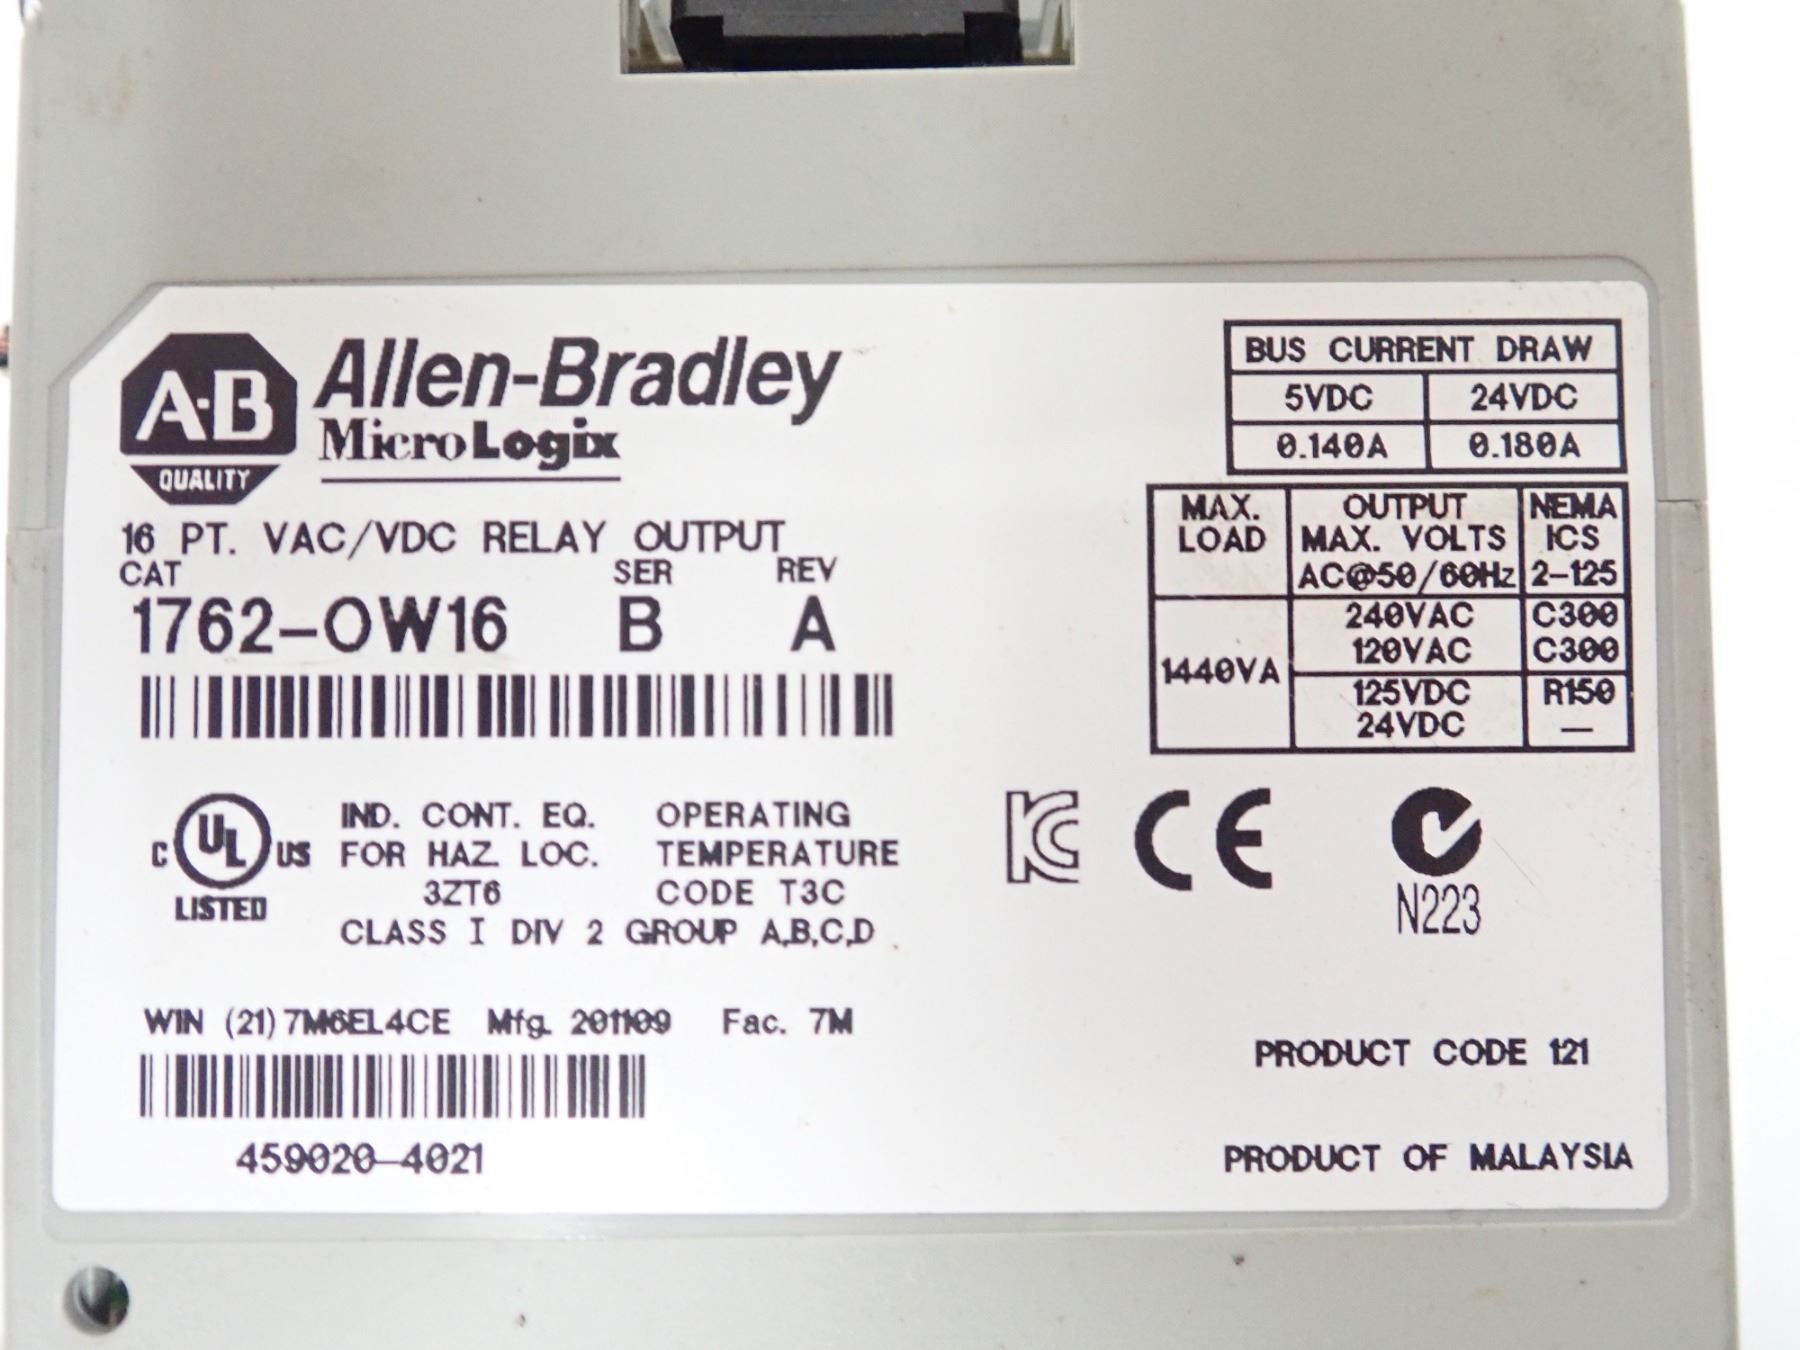 A·B
QUALITY
Allen-Bradley
MicroLogix
16 PT. VAC/VDC RELAY OUTPUT
CAT SER REV
1762-OW16 B A
BUS CURRENT DRAW
5VDC 24VDC
0.140A 0.180A
MAX. LOAD OUTPUT MAX. VOLTS AC@50/60Hz NEMA ICS 2-125
1440VA
240VAC C300
120VAC C300
125VDC R150
24VDC —
C UL US
LISTED
IND. CONT. EQ.
FOR HAZ. LOC.
3ZT6
OPERATING
TEMPERATURE
CODE T3C
CLASS I DIV 2 GROUP A,B,C,D
KC CE
N223
WIN (21) 7M6EL4CE Mfg. 201109 Fac. 7M
459020-4021
PRODUCT CODE 121
PRODUCT OF MALAYSIA